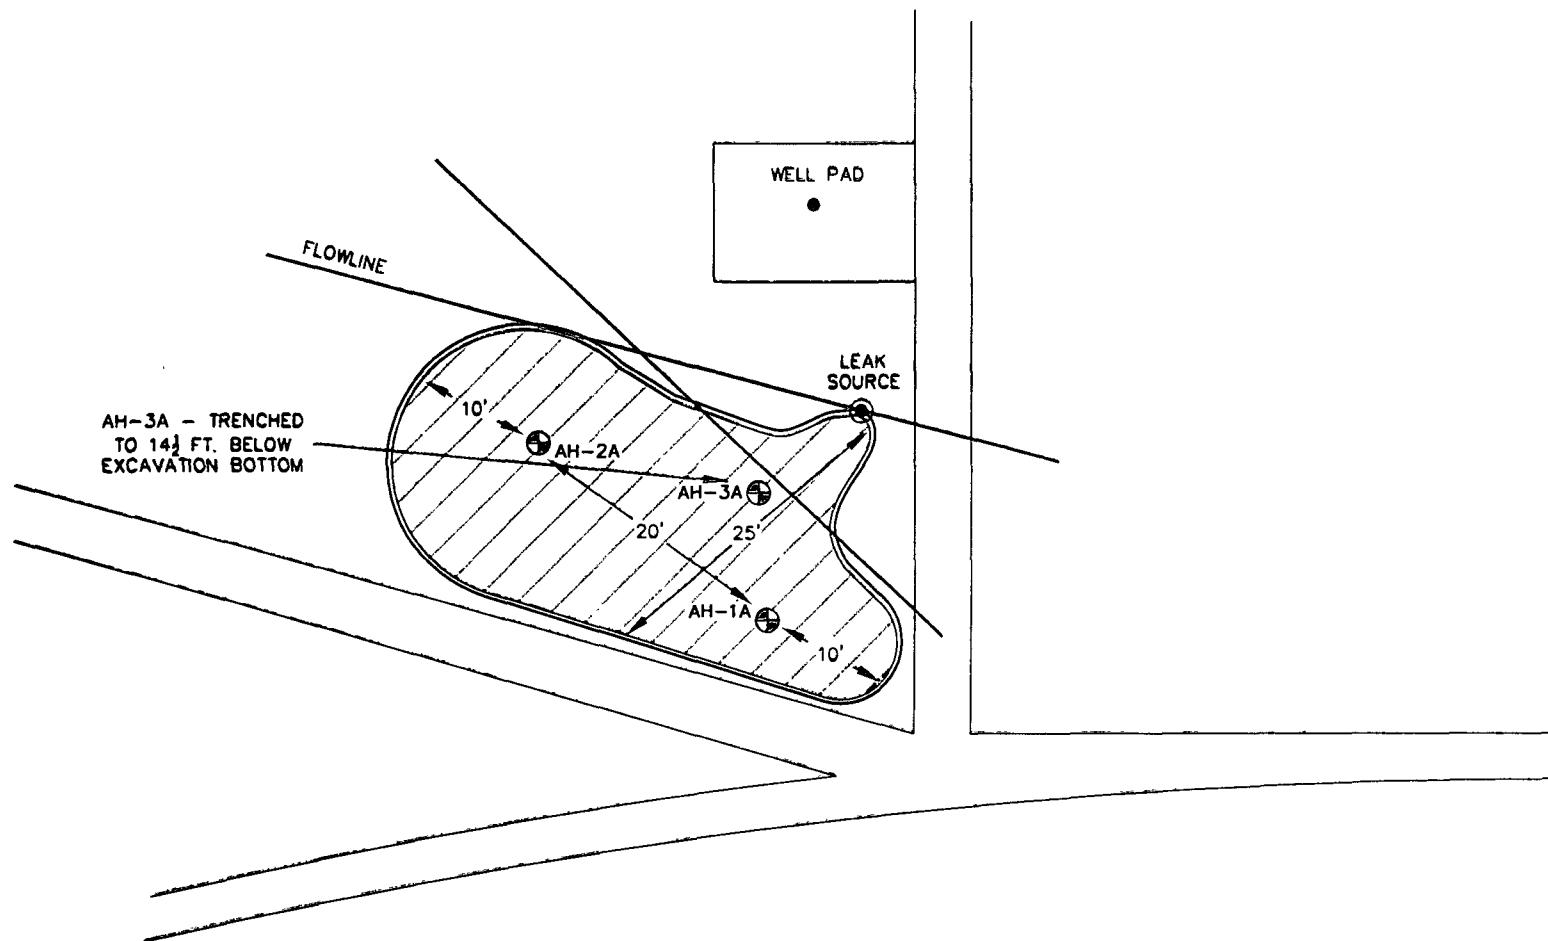 WELL PAD
FLOWLINE
LEAK
SOURCE
10'
AH-3A - TRENCHED
TO 14½ FT. BELOW
EXCAVATION BOTTOM
AH-2A
AH-3A
20'
25'
AH-1A
10'